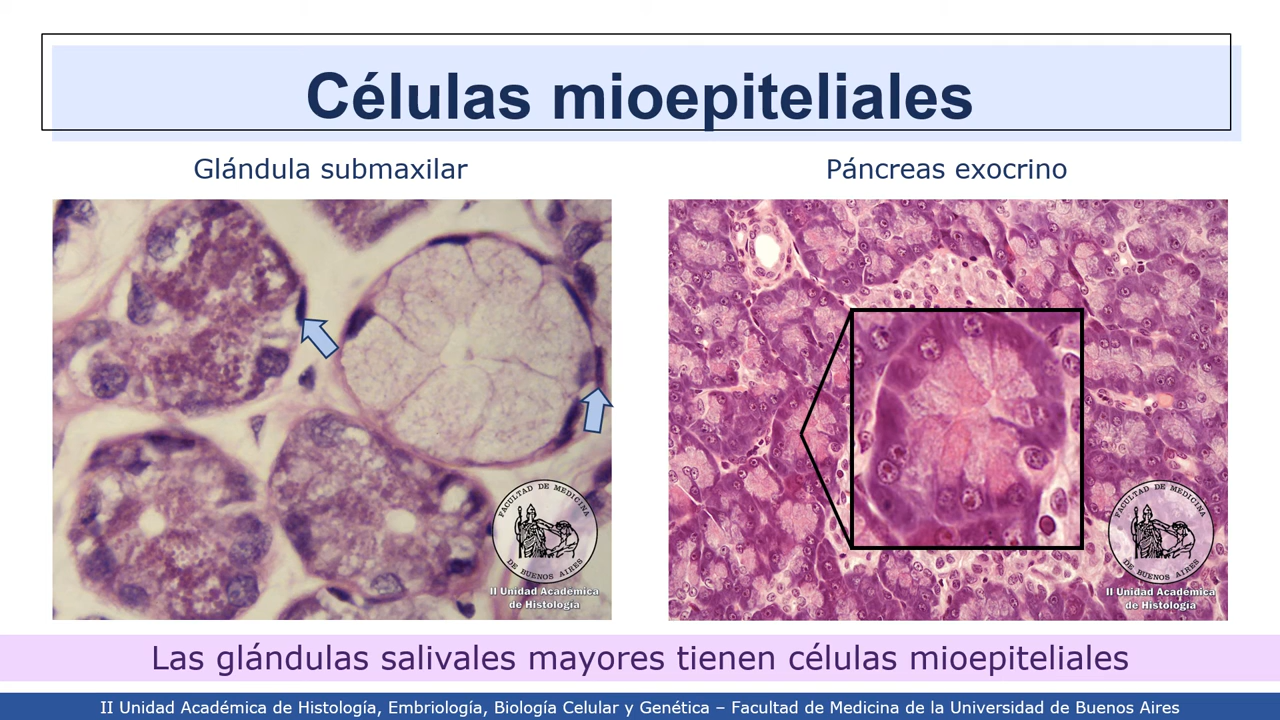 Células mioepiteliales
Glándula submaxilar
Páncreas exocrino
FACULTAD DE MEDICINA
DE BUENOS AIRES
II Unidad Académica
de Histología
FACULTAD DE MEDICINA
DE BUENOS AIRES
II Unidad Académica
de Histología
Las glándulas salivales mayores tienen células mioepiteliales
II Unidad Académica de Histología, Embriología, Biología Celular y Genética – Facultad de Medicina de la Universidad de Buenos Aires